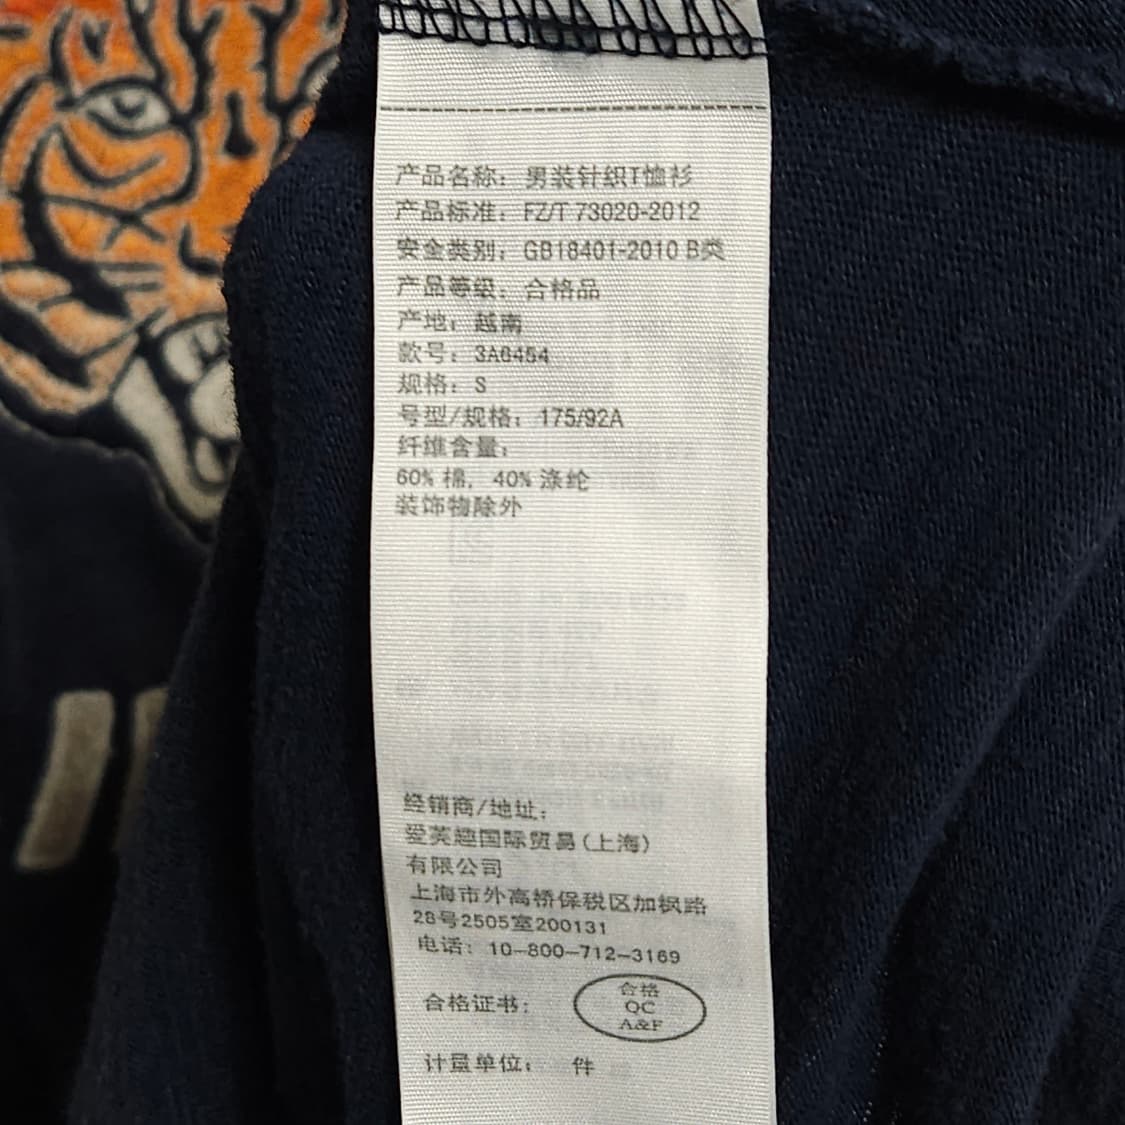 产品名称：男装针织T恤衫
产品标准：FZ/T 73020-2012
安全类别：GB18401-2010 B类
产品等级：合格品
产地：越南
款号：3A6454
规格：S
号型/规格：175/92A
纤维含量：
60% 棉，40% 涤纶
装饰物除外
经销商/地址：
爱芙趣国际贸易(上海)
有限公司
上海市外高桥保税区加枫路
28号2505室200131
电话：10-800-712-3169
合格证书：
合格
QC
A&F
计量单位： 件